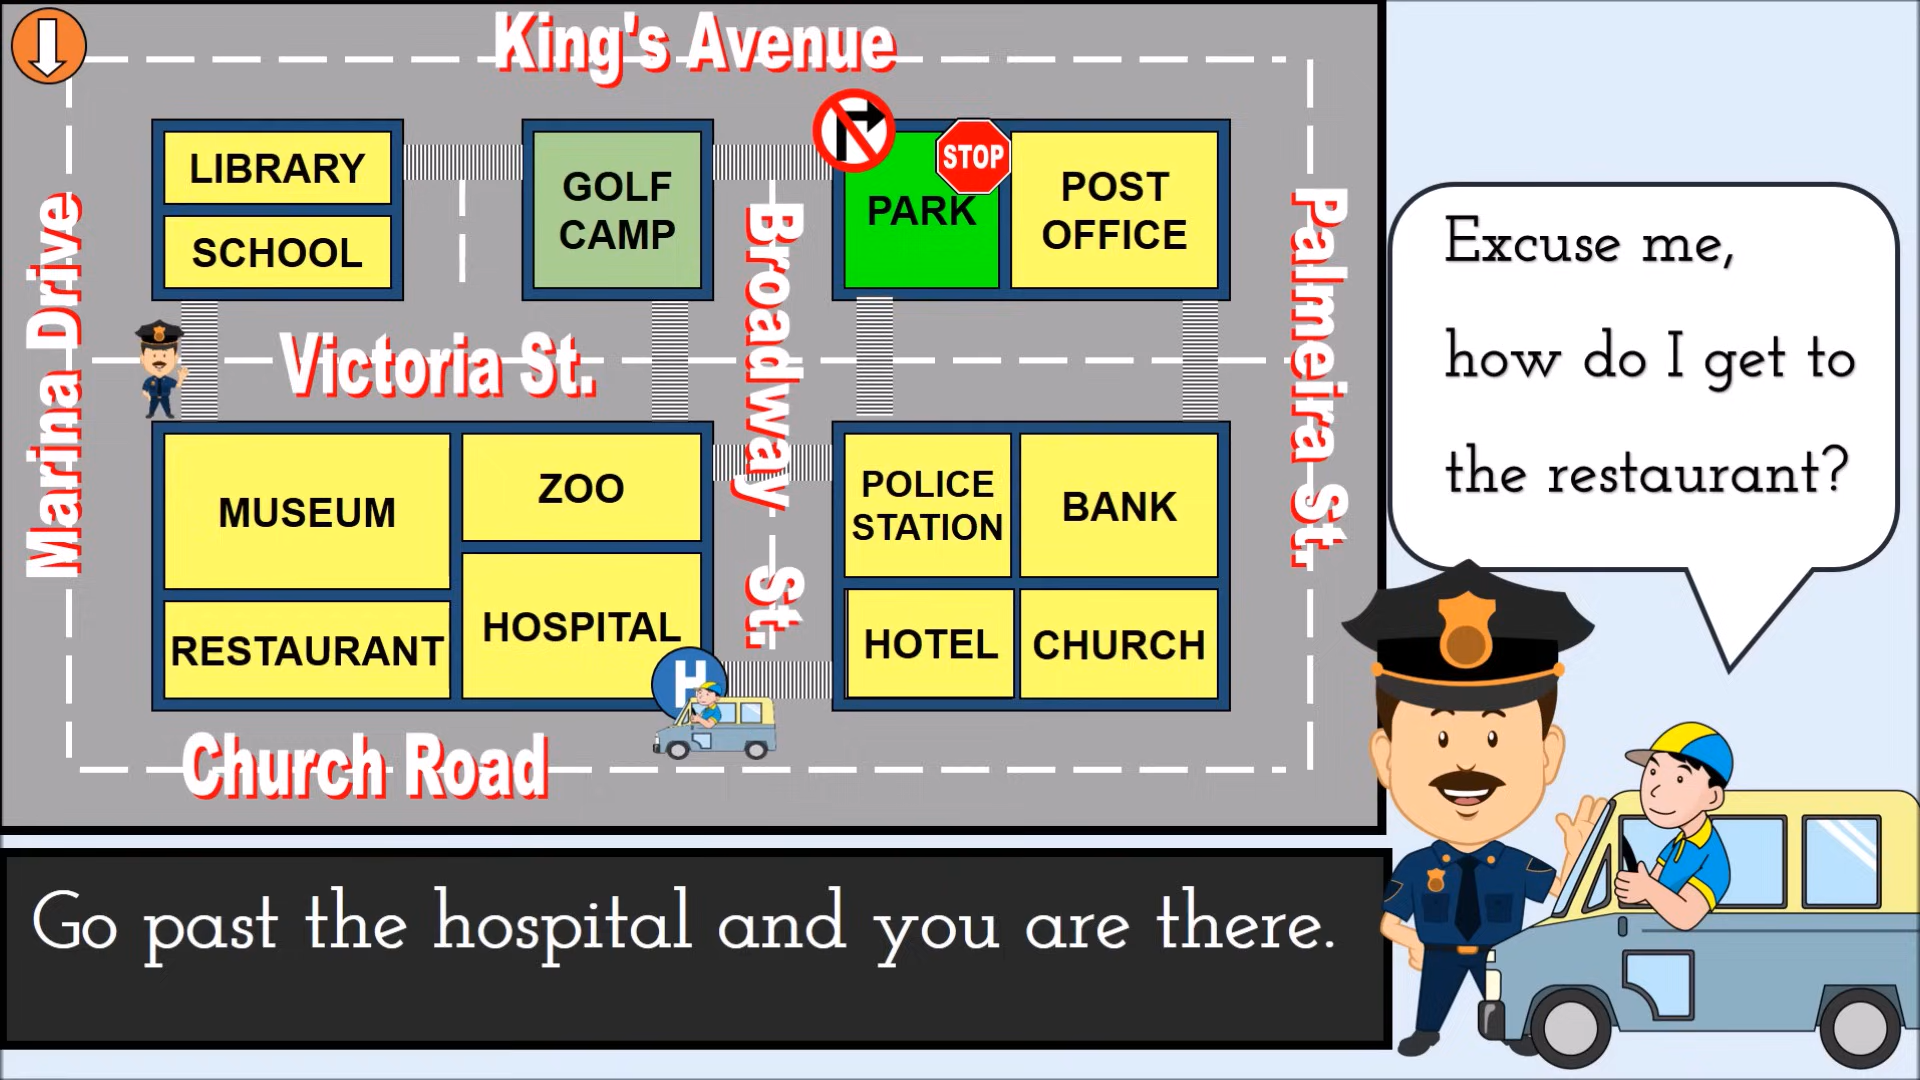 King's Avenue
LIBRARY
SCHOOL
GOLF
CAMP
PARK
STOP
POST
OFFICE
Marina Drive
Victoria St.
Broadway St.
Palmeira St.
MUSEUM
ZOO
RESTAURANT
HOSPITAL
H
POLICE
STATION
BANK
HOTEL
CHURCH
Church Road
Excuse me,
how do I get to
the restaurant?
Go past the hospital and you are there.